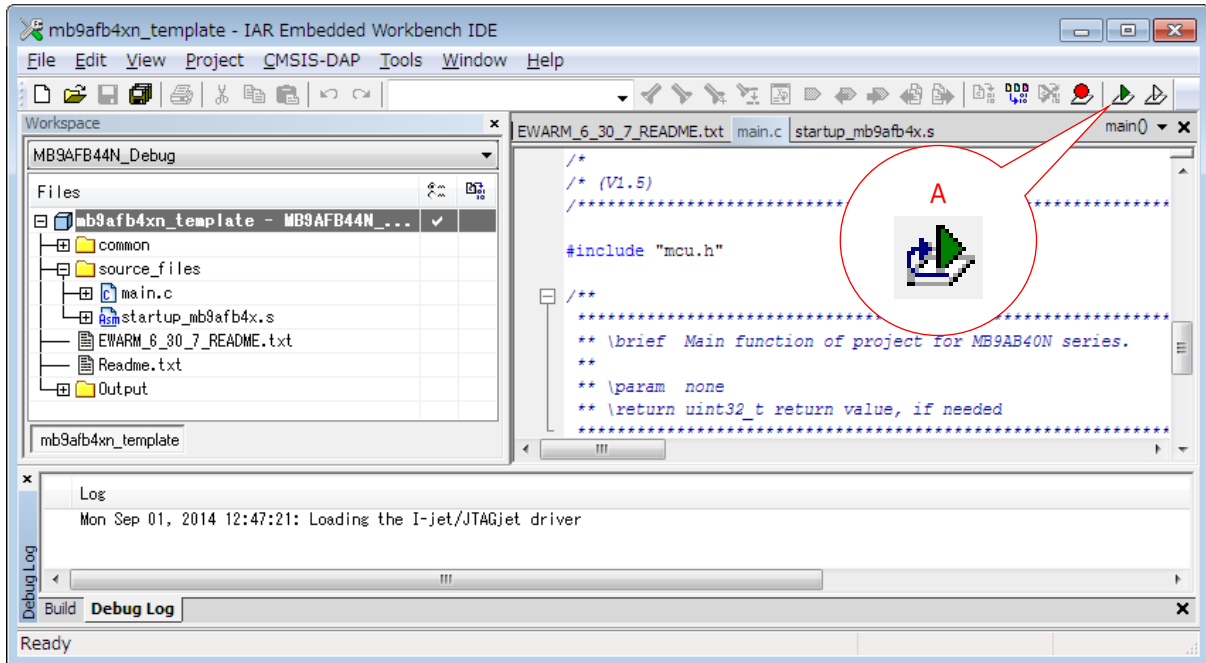 mb9afb4xn_template - IAR Embedded Workbench IDE
File Edit View Project CMSIS-DAP Tools Window Help
Workspace
MB9AFB44N_Debug
Files
mb9afb4xn_template - MB9AFB44N_...
common
source_files
main.c
startup_mb9afb4x.s
EWARM_6_30_7_README.txt
Readme.txt
Output
mb9afb4xn_template
EWARM_6_30_7_README.txt main.c startup_mb9afb4x.s main()
/*
/* (V1.5)
/*************************************************************
#include "mcu.h"
/**
*************************************************************
** \brief Main function of project for MB9AB40N series.
**
** \param none
** \return uint32_t return value, if needed
*************************************************************
A
Log
Mon Sep 01, 2014 12:47:21: Loading the I-jet/JTAGjet driver
Debug Log
Build Debug Log
Ready